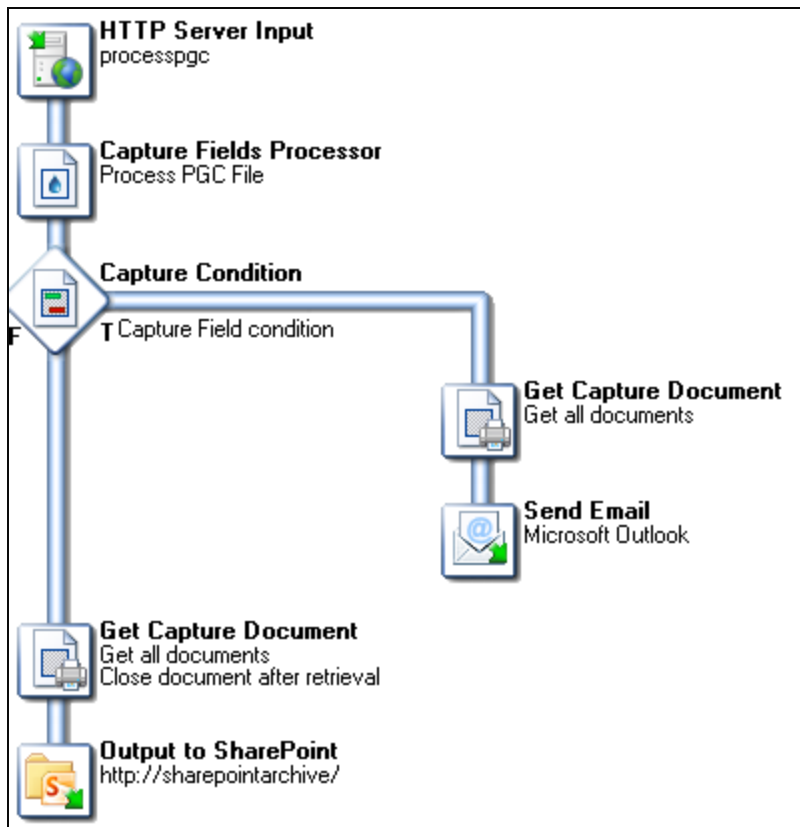 HTTP Server Input
processpgc
Capture Fields Processor
Process PGC File
Capture Condition
F
T Capture Field condition
Get Capture Document
Get all documents
@
Send Email
Microsoft Outlook
Get Capture Document
Get all documents
Close document after retrieval
Output to SharePoint
S
http://sharepointarchive/